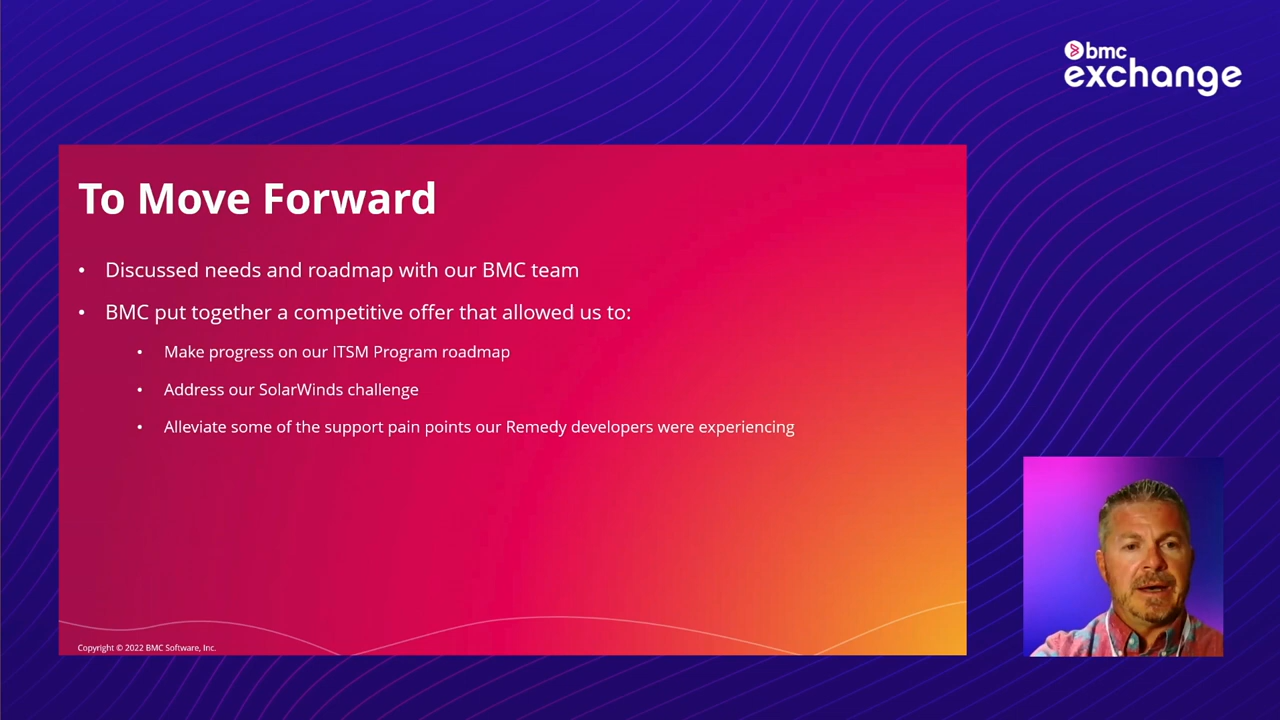 bmc
exchange
To Move Forward
• Discussed needs and roadmap with our BMC team
• BMC put together a competitive offer that allowed us to:
• Make progress on our ITSM Program roadmap
• Address our SolarWinds challenge
• Alleviate some of the support pain points our Remedy developers were experiencing
Copyright © 2022 BMC Software, Inc.